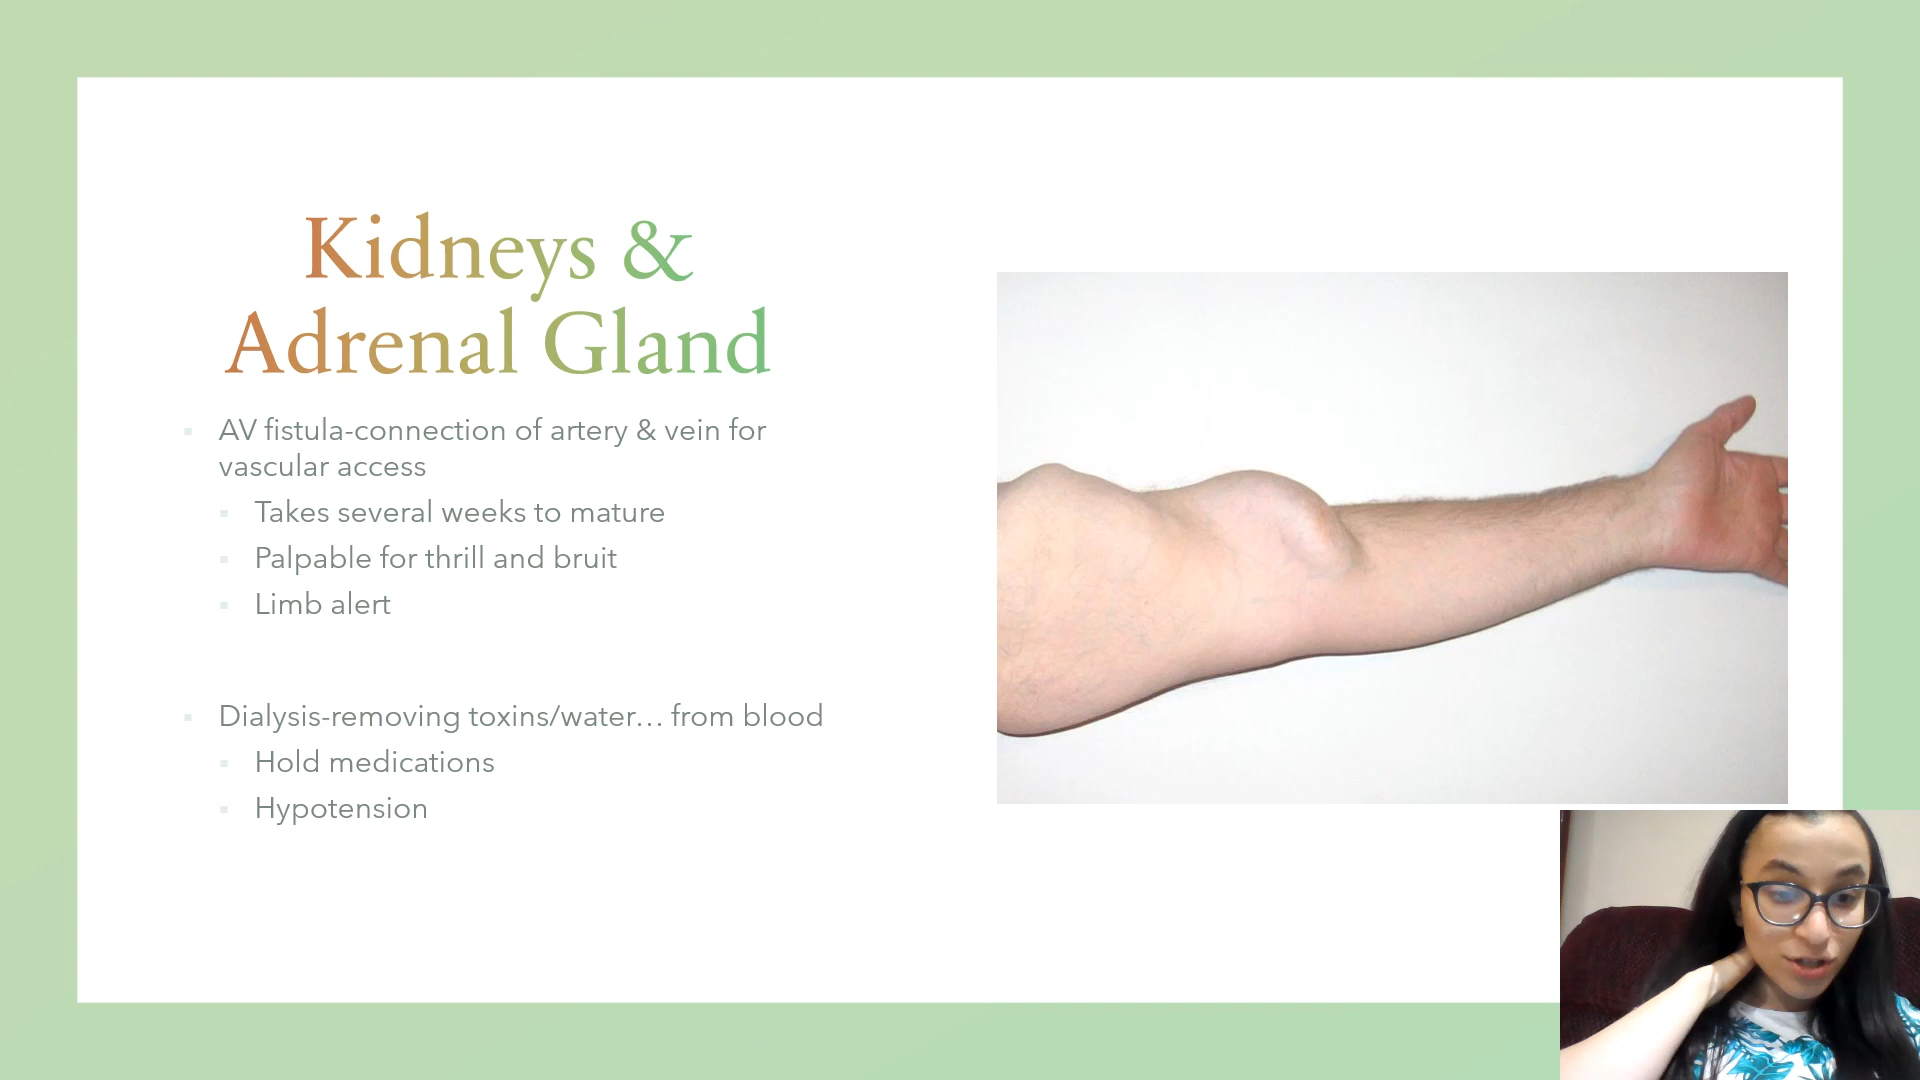 Kidneys &
Adrenal Gland
AV fistula-connection of artery & vein for
vascular access
Takes several weeks to mature
Palpable for thrill and bruit
Limb alert
Dialysis-removing toxins/water… from blood
Hold medications
Hypotension